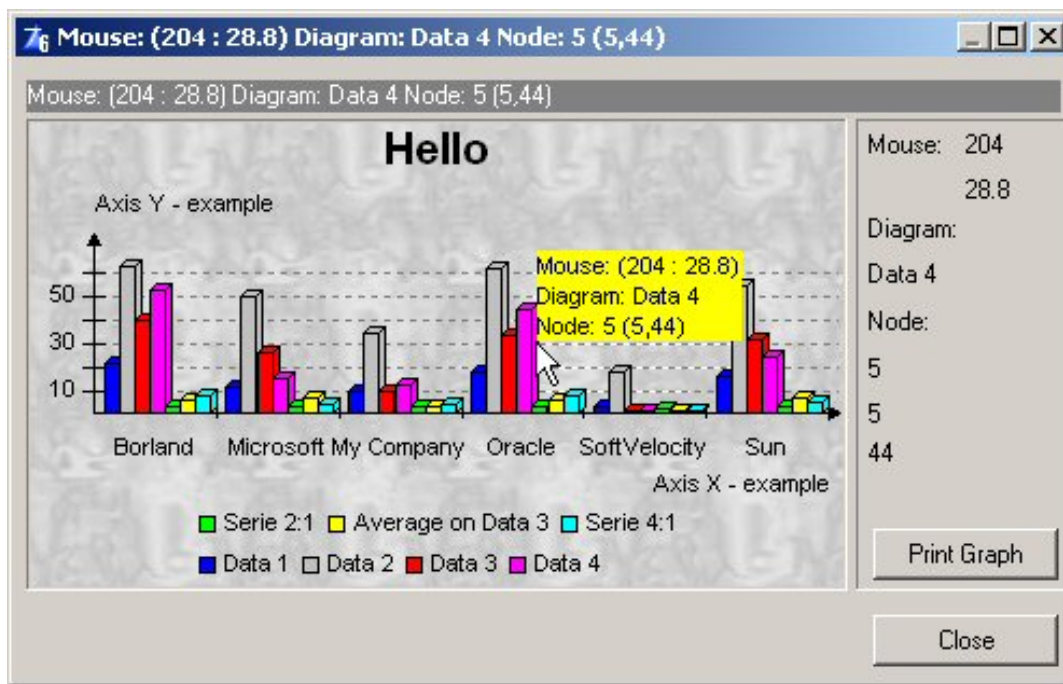 Mouse: (204 : 28.8) Diagram: Data 4 Node: 5 (5,44)
Mouse: (204 : 28.8) Diagram: Data 4 Node: 5 (5,44)
Hello
Axis Y - example
50
30
10
Mouse: (204 : 28.8)
Diagram: Data 4
Node: 5 (5,44)
Borland Microsoft My Company Oracle SoftVelocity Sun
Axis X - example
Serie 2:1 Average on Data 3 Serie 4:1
Data 1 Data 2 Data 3 Data 4
Mouse: 204
28.8
Diagram:
Data 4
Node:
5
5
44
Print Graph
Close